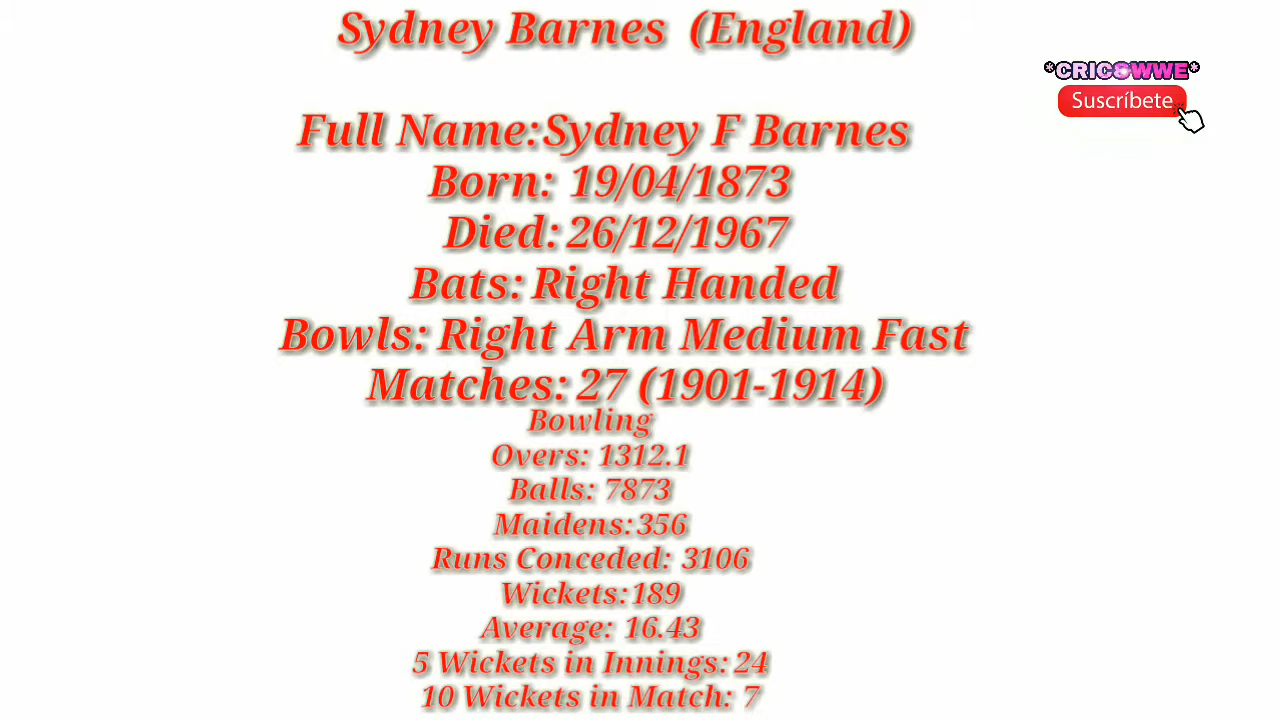 Sydney Barnes (England)
*CRIC&WWE*
Suscríbete
Full Name:Sydney F Barnes
Born: 19/04/1873
Died: 26/12/1967
Bats: Right Handed
Bowls: Right Arm Medium Fast
Matches: 27 (1901-1914)
Bowling
Overs: 1312.1
Balls: 7873
Maidens:356
Runs Conceded: 3106
Wickets:189
Average: 16.43
5 Wickets in Innings: 24
10 Wickets in Match: 7